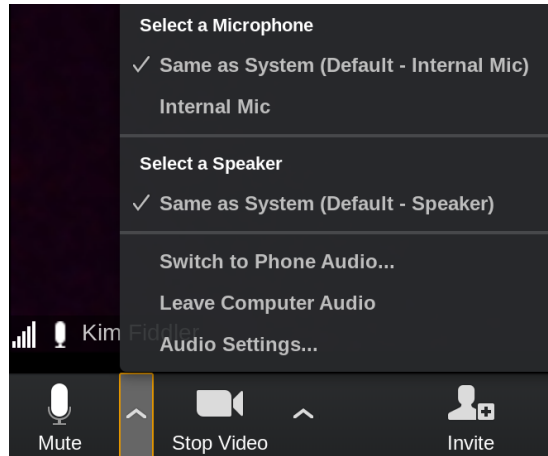 Select a Microphone
Same as System (Default - Internal Mic)
Internal Mic
Select a Speaker
Same as System (Default - Speaker)
Switch to Phone Audio...
Leave Computer Audio
Kim Fiddler
Audio Settings...
Mute
Stop Video
Invite